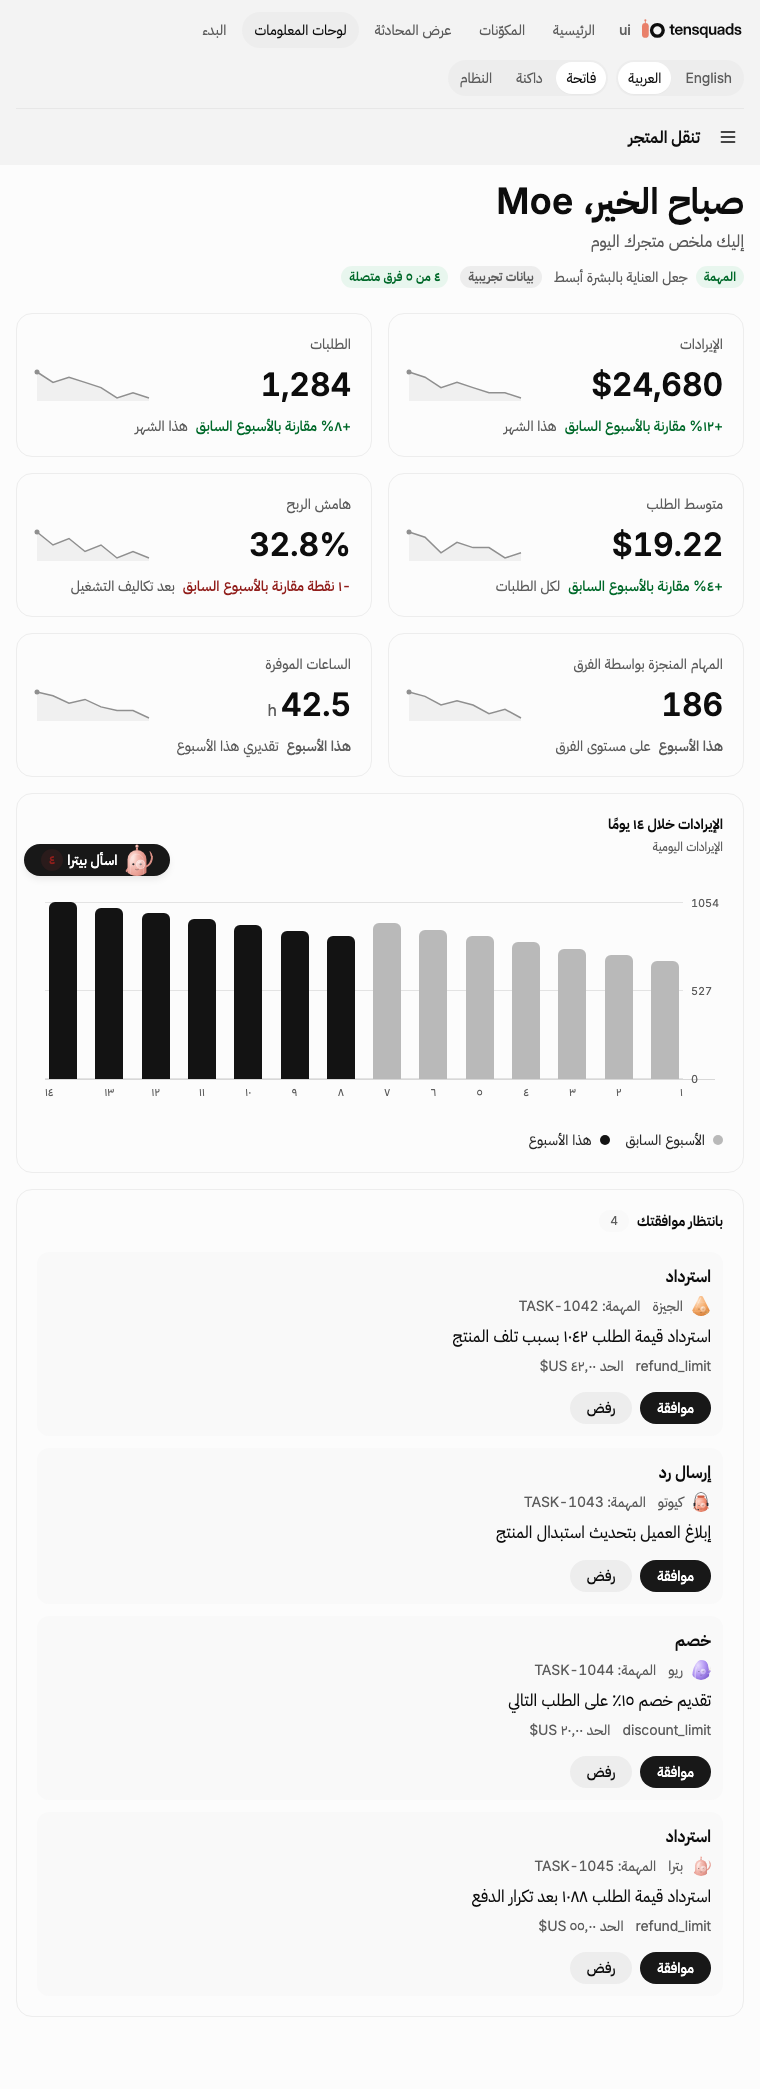 tensquads ui الرئيسية المكوّنات عرض المحادثة لوحات المعلومات البدء
English العربية فاتحة داكنة النظام
تنقل المتجر
صباح الخير، Moe
إليك ملخص متجرك اليوم
المهمة جعل العناية بالبشرة أبسط بيانات تجريبية ٤ من ٥ فرق متصلة
الإيرادات
$24,680
+١٢% مقارنة بالأسبوع السابق هذا الشهر
الطلبات
1,284
+٨% مقارنة بالأسبوع السابق هذا الشهر
متوسط الطلب
$19.22
+٤% مقارنة بالأسبوع السابق لكل الطلبات
هامش الربح
32.8%
-١ نقطة مقارنة بالأسبوع السابق بعد تكاليف التشغيل
المهام المنجزة بواسطة الفرق
186
هذا الأسبوع على مستوى الفرق
الساعات الموفرة
42.5 h
هذا الأسبوع تقديري هذا الأسبوع
الإيرادات خلال ١٤ يومًا
الإيرادات اليومية
اسأل بيترا ٤
1054
527
0
١ ٢ ٣ ٤ ٥ ٦ ٧ ٨ ٩ ١٠ ١١ ١٢ ١٣ ١٤
الأسبوع السابق هذا الأسبوع
بانتظار موافقتك 4
استرداد
الجيزة المهمة: TASK-1042
استرداد قيمة الطلب ١٠٤٢ بسبب تلف المنتج
refund_limit الحد ٤٢,٠٠ US$
موافقة رفض
إرسال رد
كيوتو المهمة: TASK-1043
إبلاغ العميل بتحديث استبدال المنتج
موافقة رفض
خصم
ريو المهمة: TASK-1044
تقديم خصم ١٥٪ على الطلب التالي
discount_limit الحد ٢٠,٠٠ US$
موافقة رفض
استرداد
بترا المهمة: TASK-1045
استرداد قيمة الطلب ١٠٨٨ بعد تكرار الدفع
refund_limit الحد ٥٥,٠٠ US$
موافقة رفض